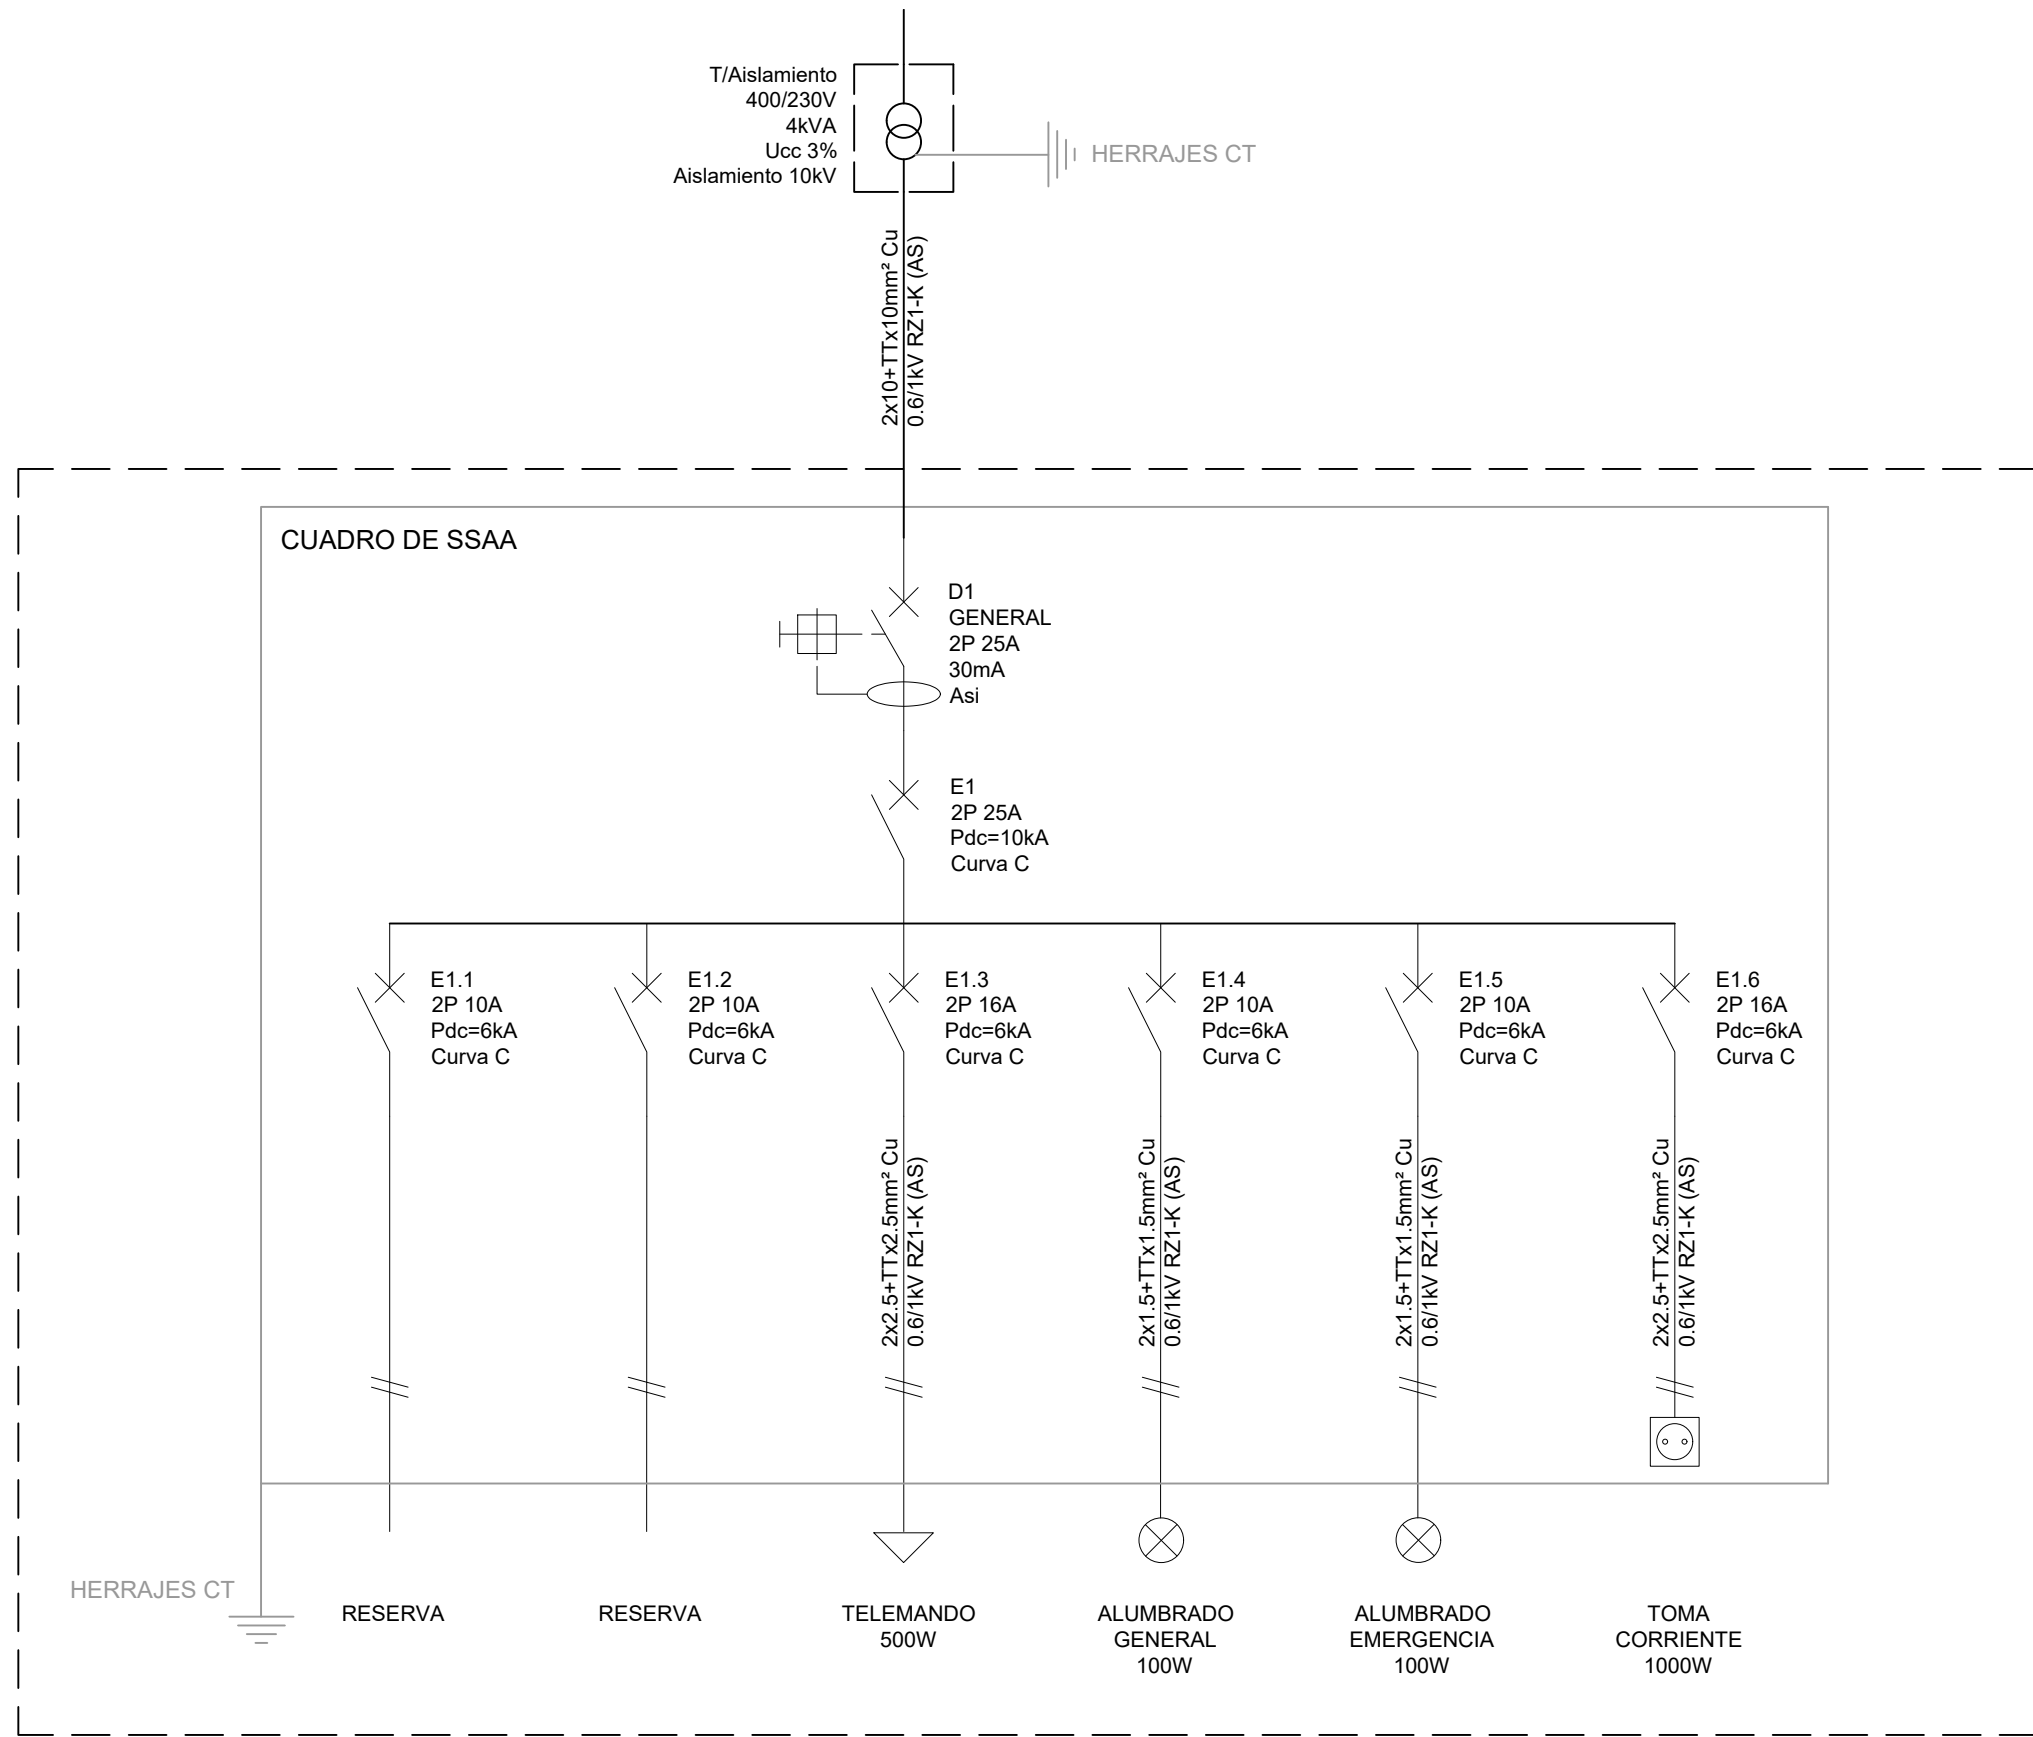 T/Aislamiento
400/230V
4kVA
Ucc 3%
Aislamiento 10kV
HERRAJES CT
2x10+TTx10mm² Cu
0.6/1kV RZ1-K (AS)
CUADRO DE SSAA
D1
GENERAL
2P 25A
30mA
Asi
E1
2P 25A
Pdc=10kA
Curva C
E1.1
2P 10A
Pdc=6kA
Curva C
E1.2
2P 10A
Pdc=6kA
Curva C
E1.3
2P 16A
Pdc=6kA
Curva C
E1.4
2P 10A
Pdc=6kA
Curva C
E1.5
2P 10A
Pdc=6kA
Curva C
E1.6
2P 16A
Pdc=6kA
Curva C
2x2.5+TTx2.5mm² Cu
0.6/1kV RZ1-K (AS)
2x1.5+TTx1.5mm² Cu
0.6/1kV RZ1-K (AS)
2x1.5+TTx1.5mm² Cu
0.6/1kV RZ1-K (AS)
2x2.5+TTx2.5mm² Cu
0.6/1kV RZ1-K (AS)
HERRAJES CT
RESERVA
RESERVA
TELEMANDO
500W
ALUMBRADO
GENERAL
100W
ALUMBRADO
EMERGENCIA
100W
TOMA
CORRIENTE
1000W